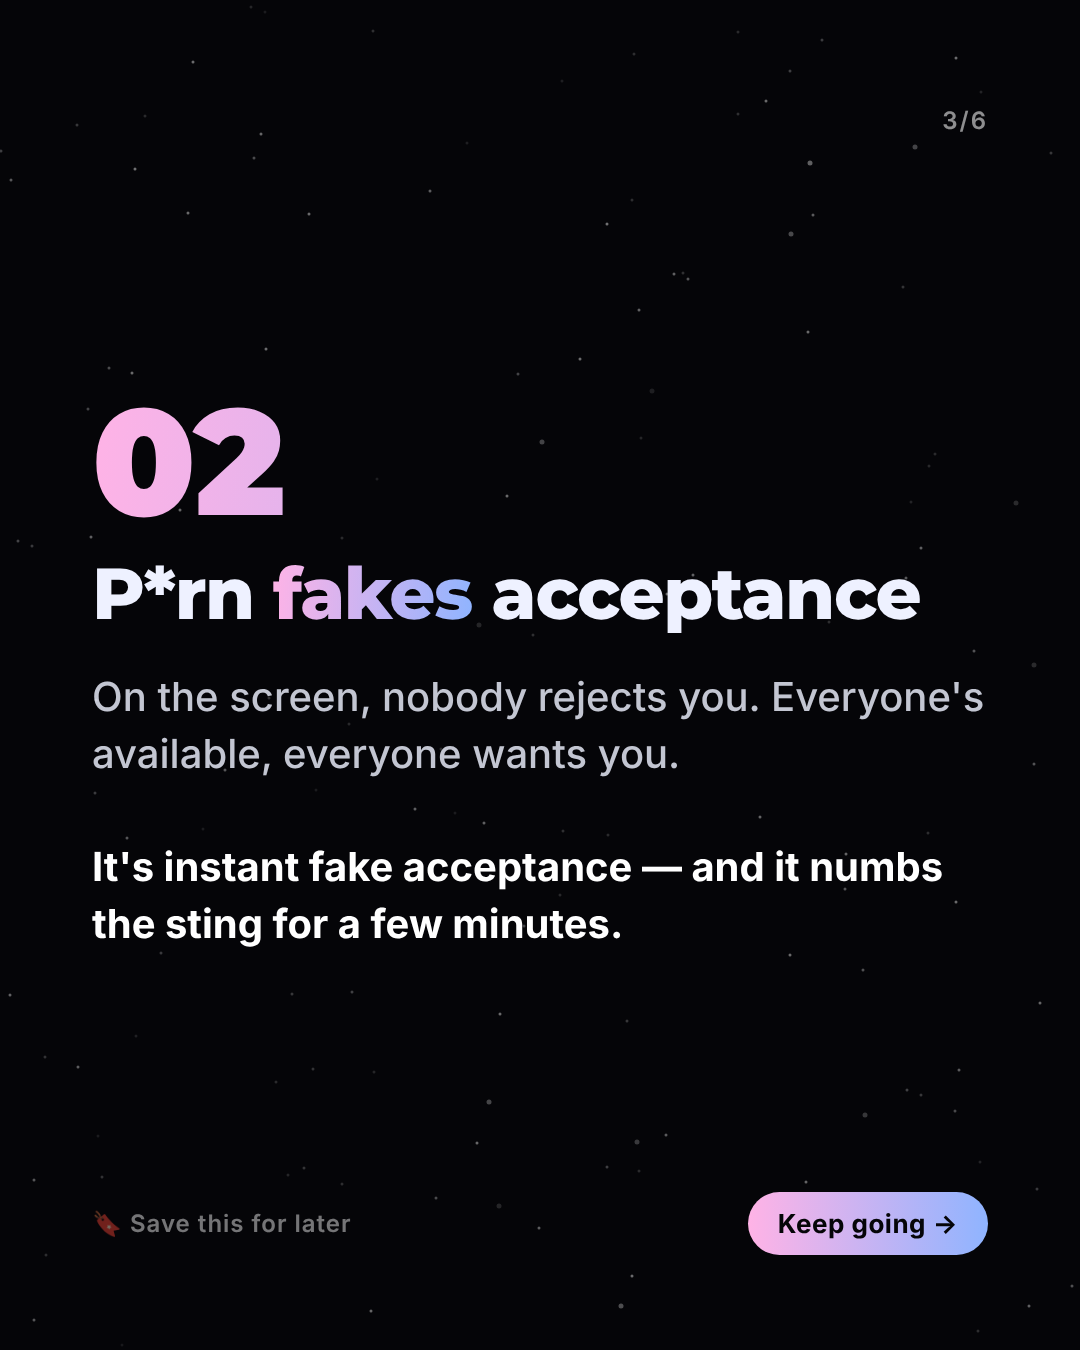 3/6
02
P*rn fakes acceptance
On the screen, nobody rejects you. Everyone's
available, everyone wants you.
It's instant fake acceptance — and it numbs
the sting for a few minutes.
🔖 Save this for later
Keep going →